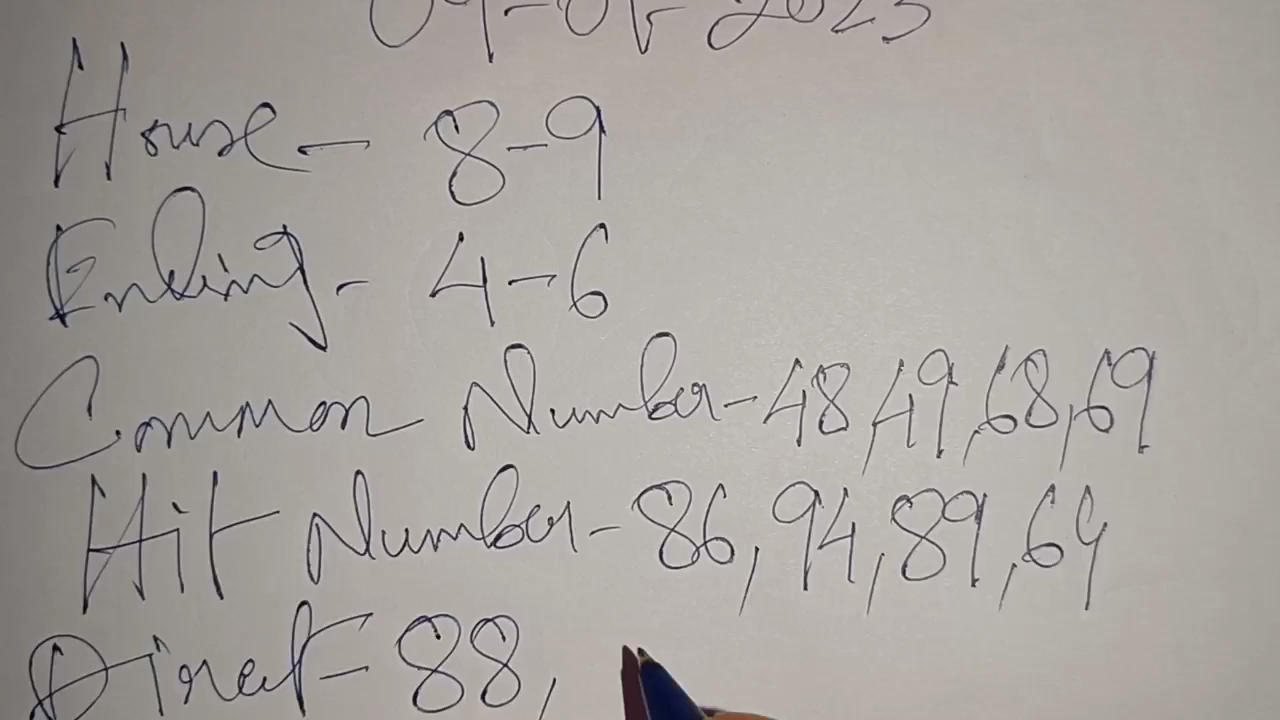 House - 8-9
Ending - 4-6
Common Number - 48,49,68,69
Hit Number - 86,94,89,64
Direct - 88,